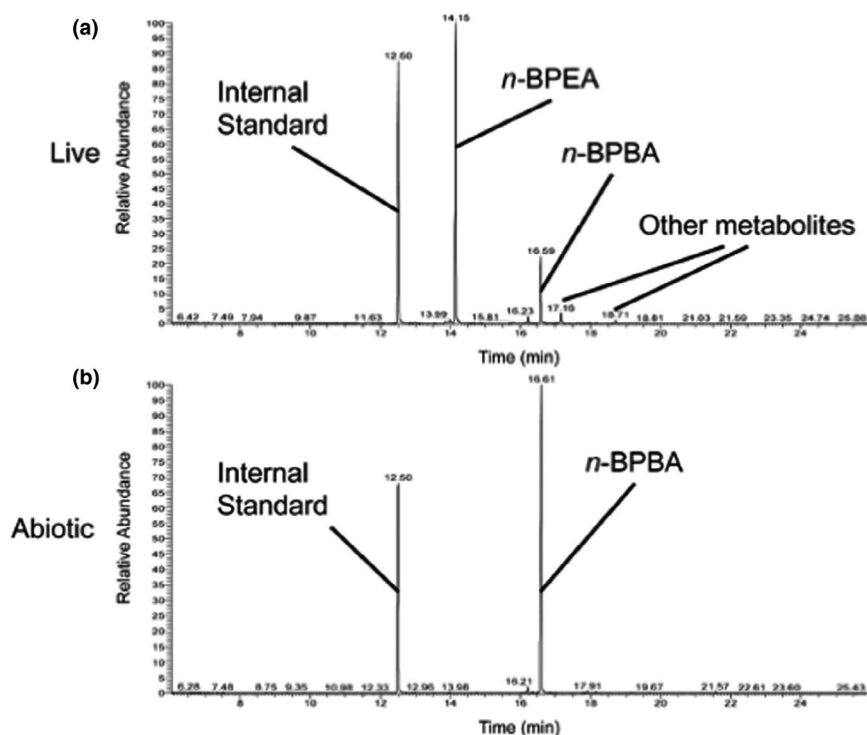 (a)
Live
Relative Abundance
100
95
90
85
80
75
70
65
60
55
50
45
40
35
30
25
20
15
10
5
0
12.50
14.15
Internal
Standard
n-BPEA
n-BPBA
Other metabolites
16.59
6.42 7.49 7.94 9.87 11.63 13.99 15.81 16.23 17.16 18.71 18.81 21.03 21.59 23.35 24.74 25.88
8 10 12 14 16 18 20 22 24
Time (min)
(b)
Abiotic
Relative Abundance
100
95
90
85
80
75
70
65
60
55
50
45
40
35
30
25
20
15
10
5
0
12.50
16.61
Internal
Standard
n-BPBA
6.28 7.48 8.75 9.35 10.98 12.33 12.95 13.98 16.21 17.91 19.67 21.57 22.61 23.60 25.43
8 10 12 14 16 18 20 22 24
Time (min)